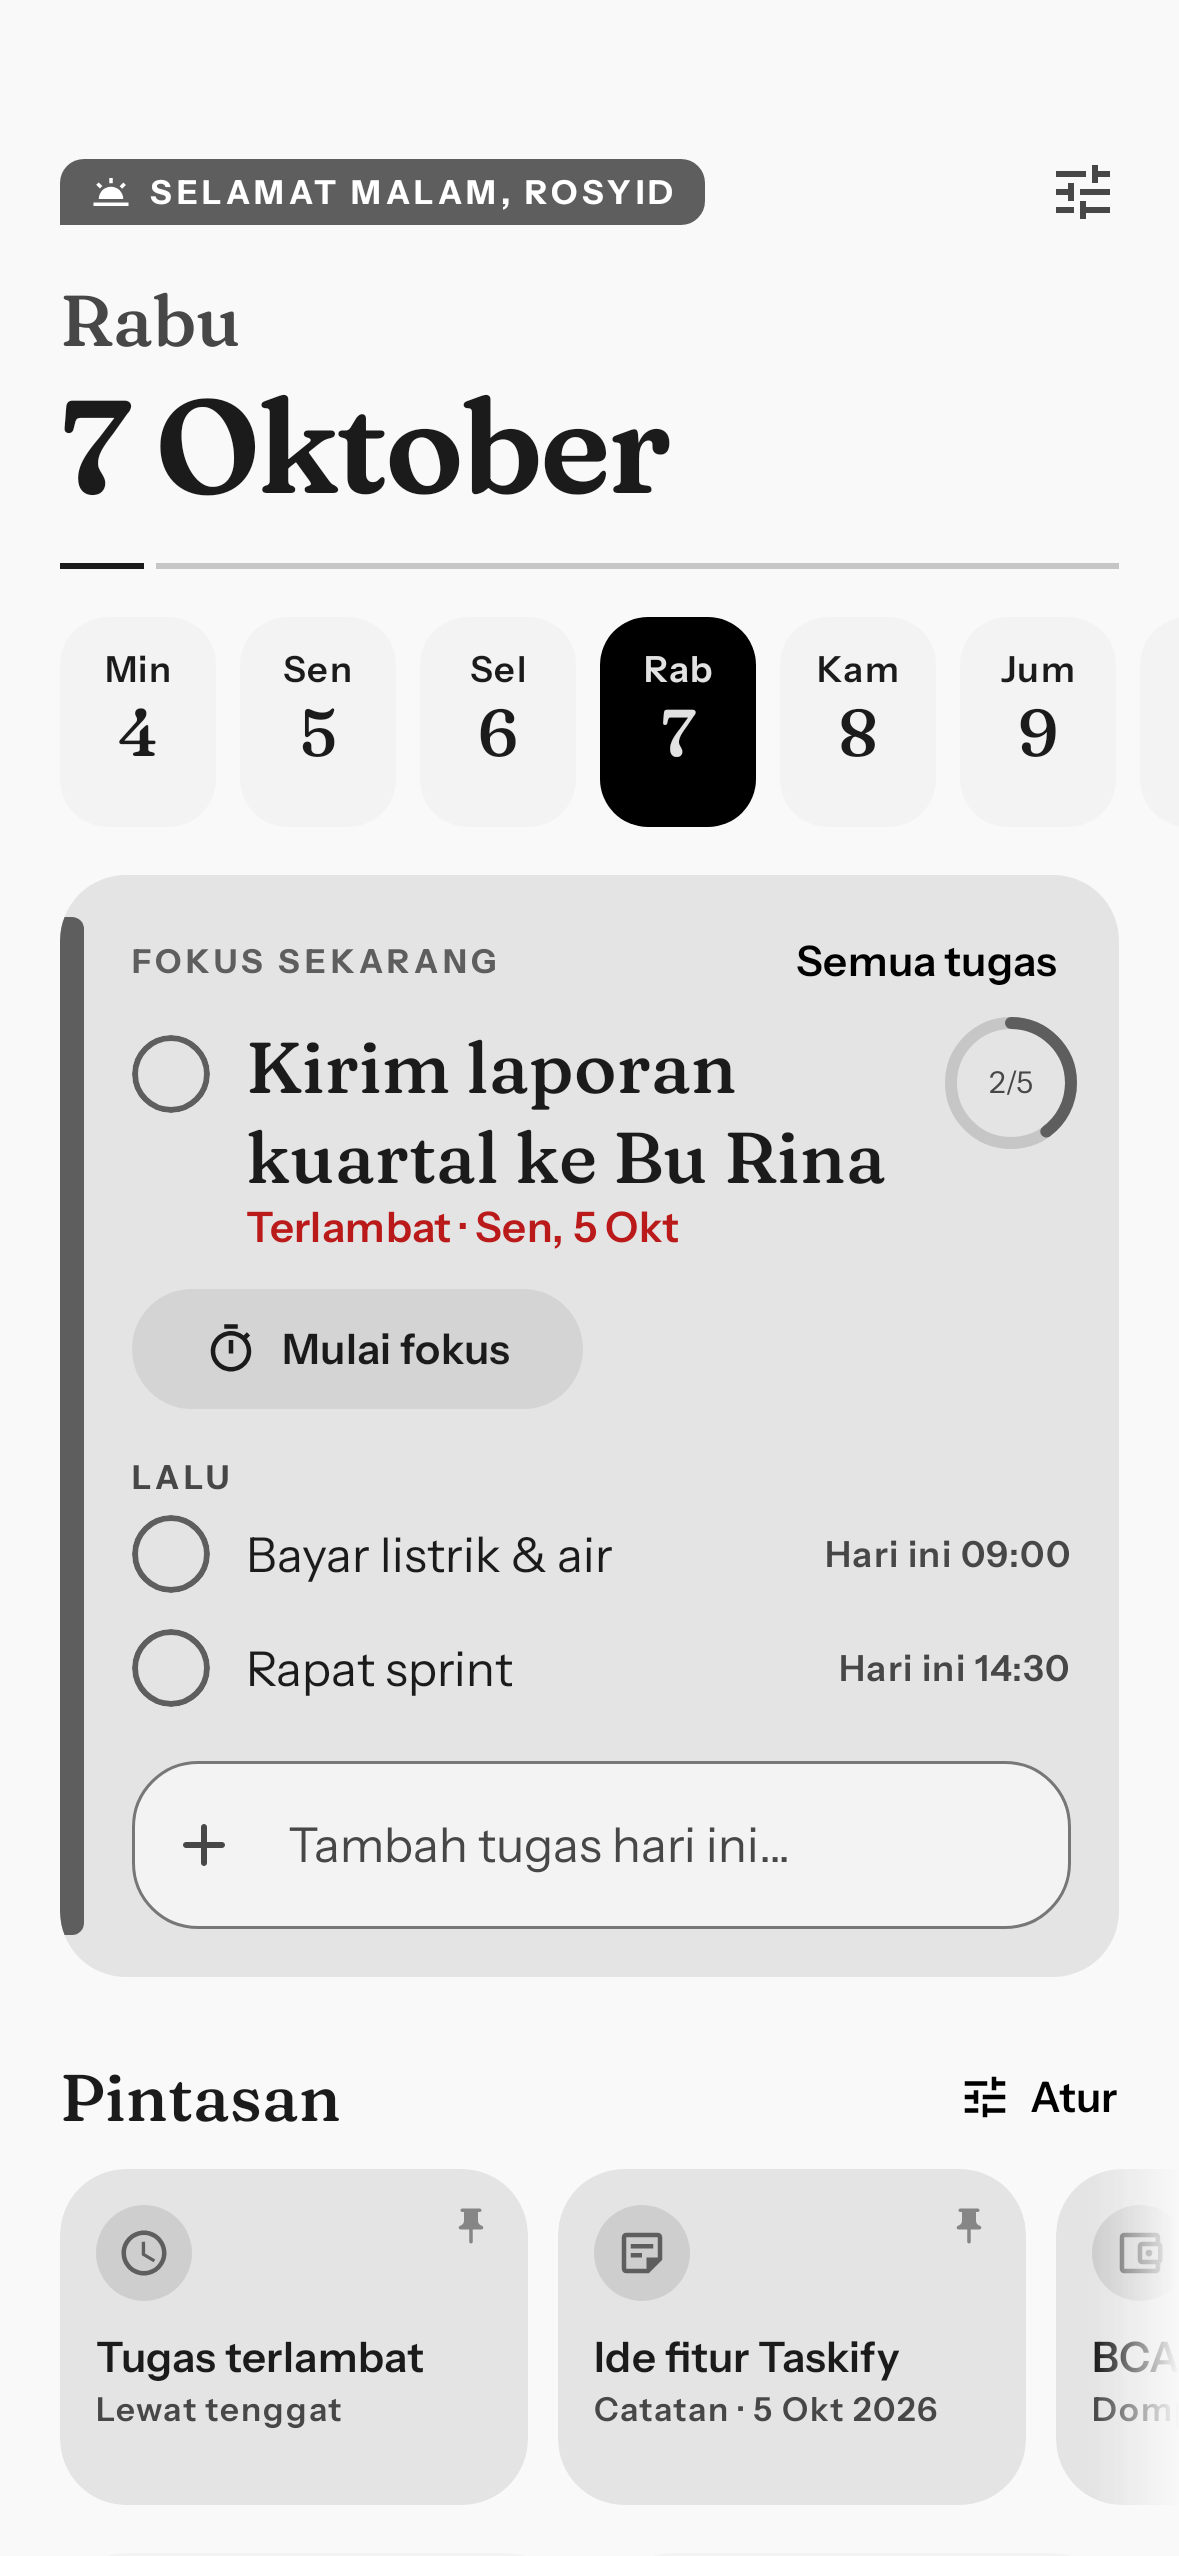 SELAMAT MALAM, ROSYID
Rabu
7 Oktober
Min Sen Sel Rab Kam Jum
4 5 6 7 8 9
FOKUS SEKARANG
Semua tugas
Kirim laporan
kuartal ke Bu Rina
2/5
Terlambat · Sen, 5 Okt
Mulai fokus
LALU
Bayar listrik & air Hari ini 09:00
Rapat sprint Hari ini 14:30
Tambah tugas hari ini...
Pintasan
Atur
Tugas terlambat
Lewat tenggat
Ide fitur Taskify
Catatan · 5 Okt 2026
BCA